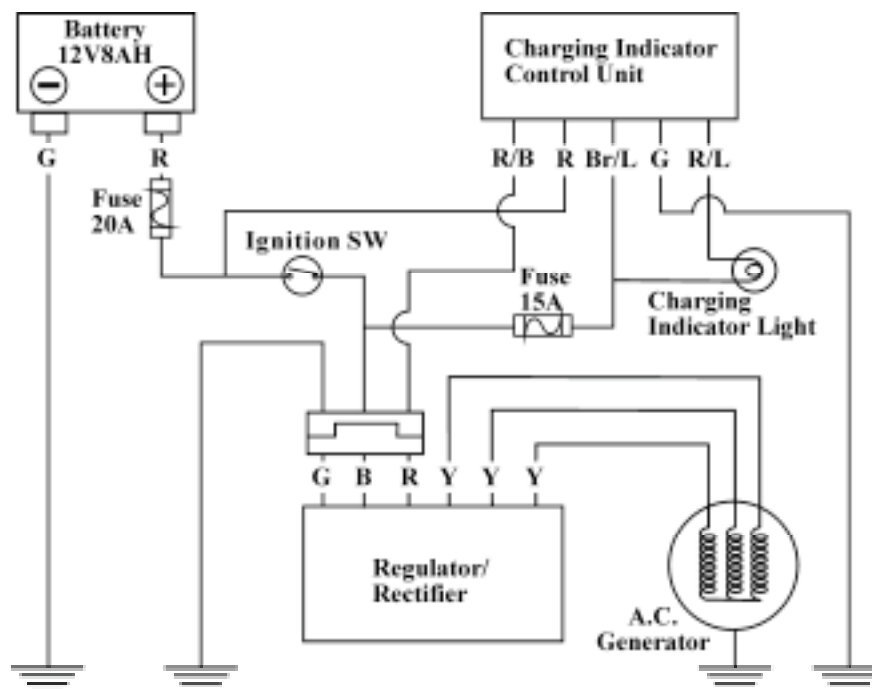 Battery
12V8AH
Charging Indicator
Control Unit
G
R
R/B R Br/L G R/L
Fuse
20A
Ignition SW
Fuse
15A
Charging
Indicator Light
G B R Y Y Y
Regulator/
Rectifier
A.C.
Generator